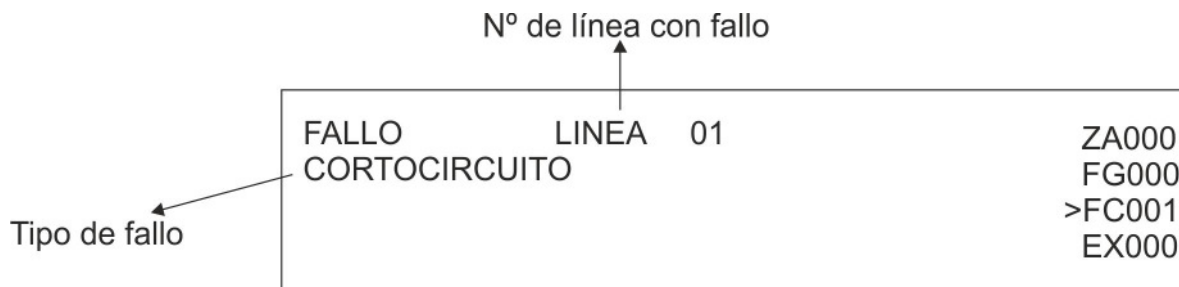 Nº de línea con fallo
FALLO LINEA 01 ZA000
CORTOCIRCUITO FG000
>FC001
Tipo de fallo
EX000